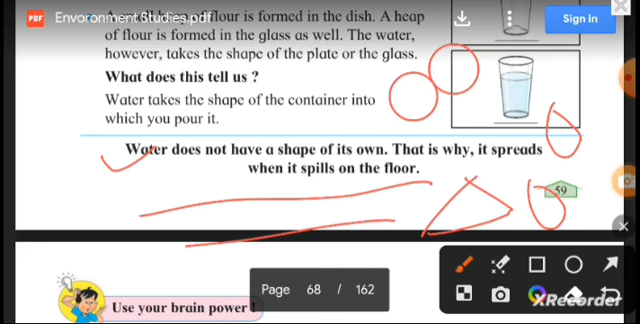 PDF Envoronment Studies.pdf
Sign in
flour is formed in the dish. A heap
of flour is formed in the glass as well. The water,
however, takes the shape of the plate or the glass.
What does this tell us ?
Water takes the shape of the container into
which you pour it.
Water does not have a shape of its own. That is why, it spreads
when it spills on the floor.
59
Page 68 / 162
Use your brain power !
XRecorder